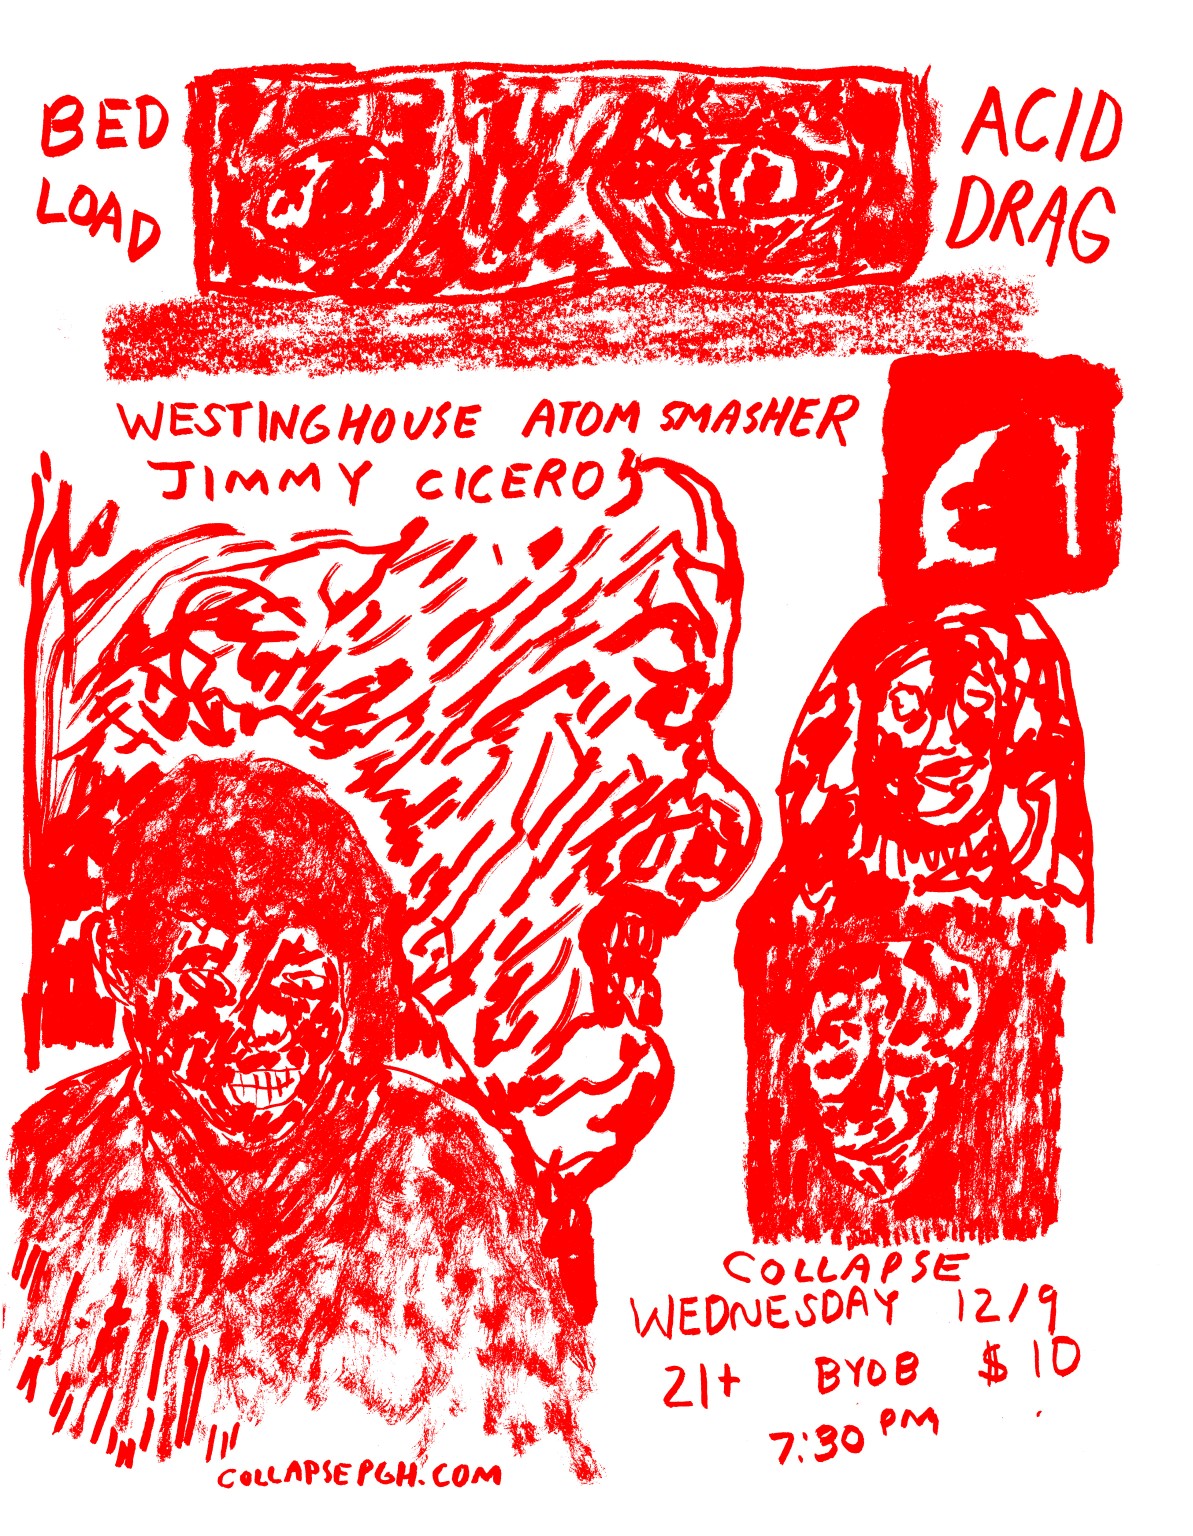 BED
LOAD
ACID
DRAG
WESTINGHOUSE ATOM SMASHER
JIMMY CICERO
COLLAPSE
WEDNESDAY 12/9
21+ BYOB $10
7:30 PM
COLLAPSEPGH.COM